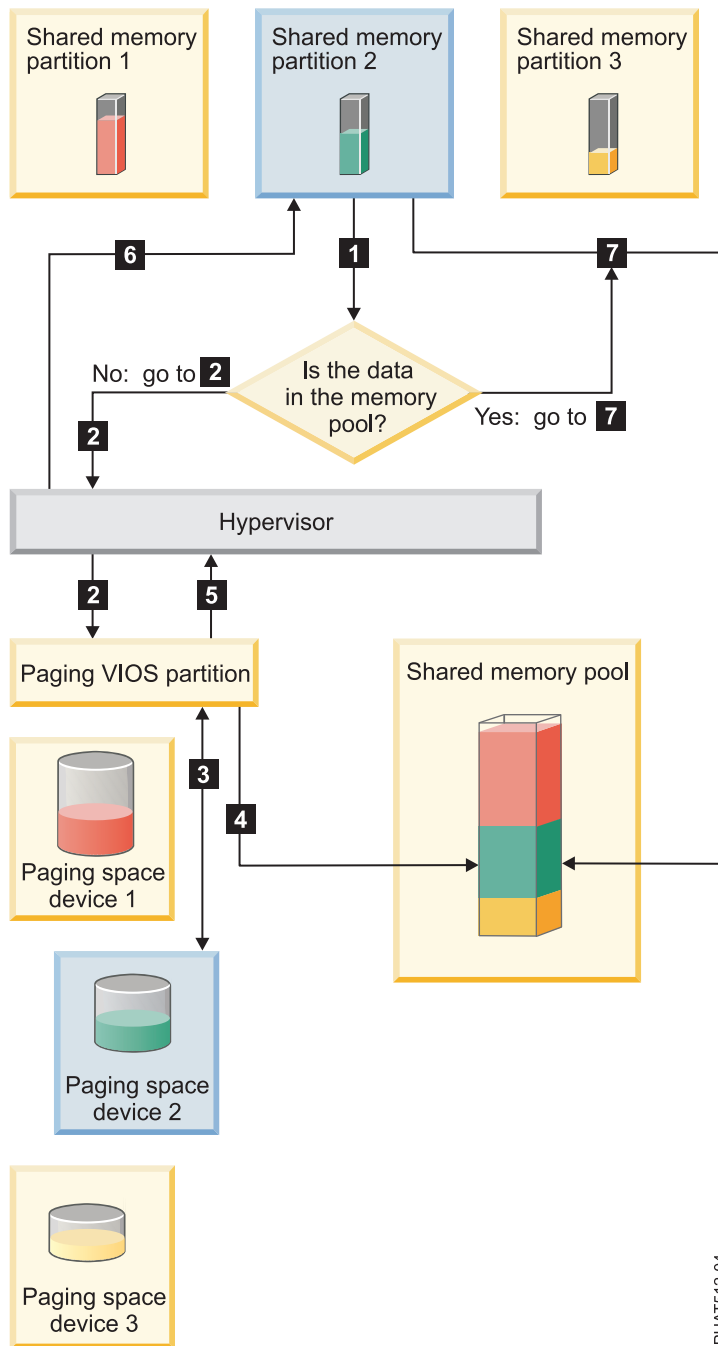 Shared memory
partition 1
Shared memory
partition 2
Shared memory
partition 3
6
1
7
Is the data
in the memory
pool?
No: go to 2
Yes: go to 7
2
Hypervisor
2
5
Paging VIOS partition
Shared memory pool
3
4
Paging space
device 1
Paging space
device 2
Paging space
device 3